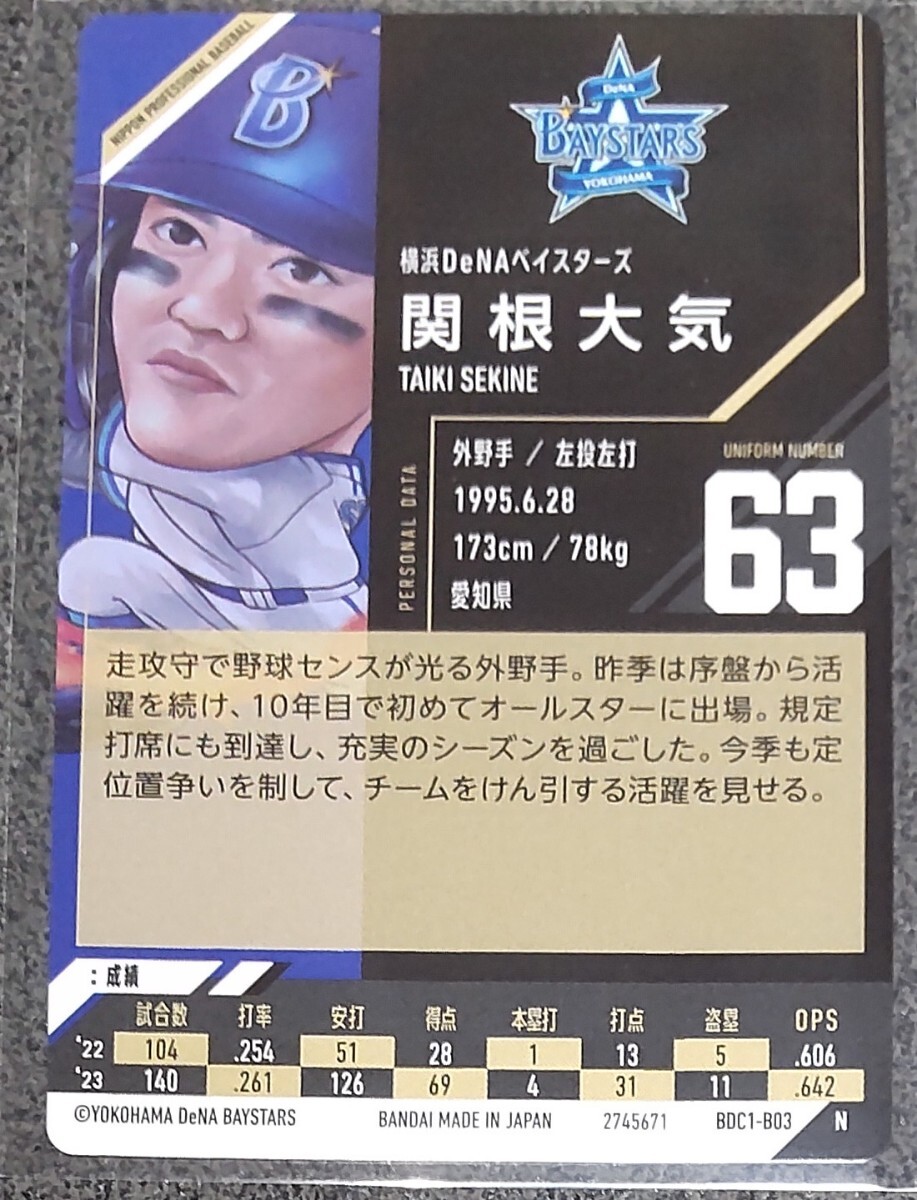 NIPPON PROFESSIONAL BASEBALL
B
DeNA
BAYSTARS
YOKOHAMA
横浜DeNAベイスターズ
関根大気
TAIKI SEKINE
PERSONAL DATA
外野手 / 左投左打
1995.6.28
173cm / 78kg
愛知県
UNIFORM NUMBER
63
走攻守で野球センスが光る外野手。昨季は序盤から活
躍を続け、10年目で初めてオールスターに出場。規定
打席にも到達し、充実のシーズンを過ごした。今季も定
位置争いを制して、チームをけん引する活躍を見せる。
:成績
試合数 打率 安打 得点 本塁打 打点 盗塁 OPS
'22 104 .254 51 28 1 13 5 .606
'23 140 .261 126 69 4 31 11 .642
©YOKOHAMA DeNA BAYSTARS BANDAI MADE IN JAPAN 2745671 BDC1-B03 N